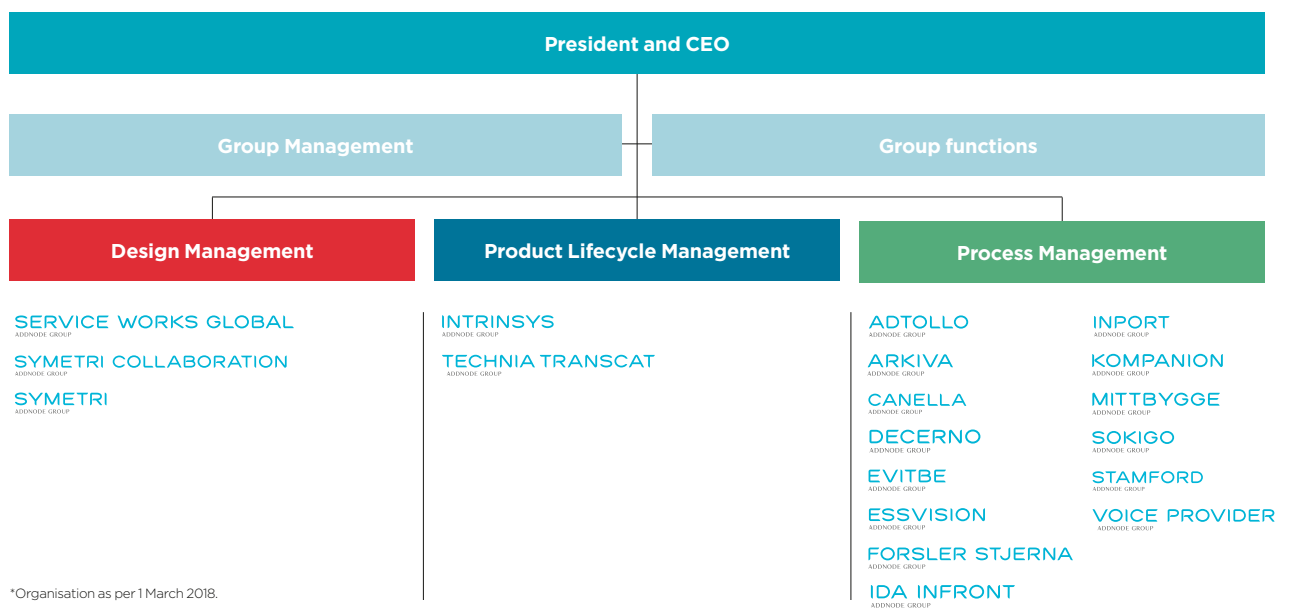 President and CEO
Group Management
Group functions
Design Management
Product Lifecycle Management
Process Management
SERVICE WORKS GLOBAL
ADDNODE GROUP
SYMETRI COLLABORATION
ADDNODE GROUP
SYMETRI
ADDNODE GROUP
INTRINSYS
ADDNODE GROUP
TECHNIA TRANSCAT
ADDNODE GROUP
ADTOLLO
ADDNODE GROUP
ARKIVA
ADDNODE GROUP
CANELLA
ADDNODE GROUP
DECERNO
ADDNODE GROUP
EVITBE
ADDNODE GROUP
ESSVISION
ADDNODE GROUP
FORSLER STJERNA
ADDNODE GROUP
IDA INFRONT
ADDNODE GROUP
INPORT
ADDNODE GROUP
KOMPANION
ADDNODE GROUP
MITTBYGGE
ADDNODE GROUP
SOKIGO
ADDNODE GROUP
STAMFORD
ADDNODE GROUP
VOICE PROVIDER
ADDNODE GROUP
*Organisation as per 1 March 2018.